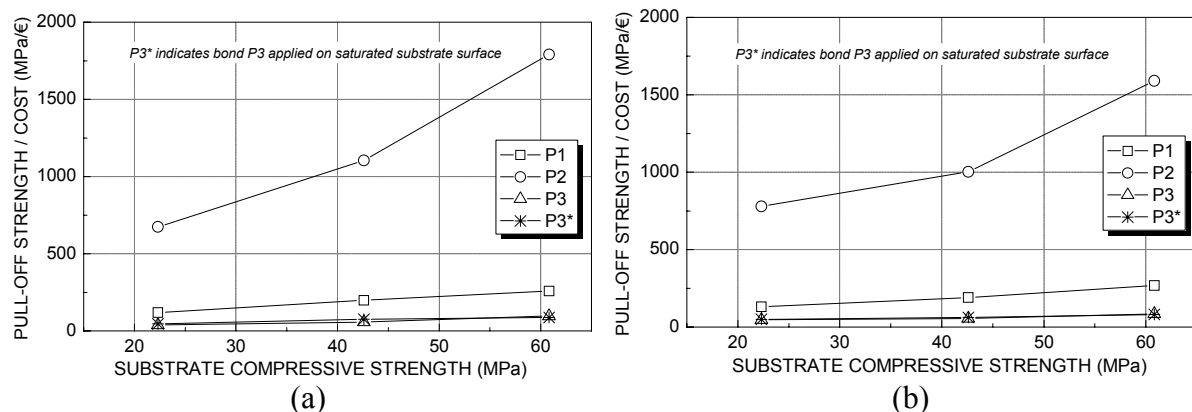 PULL-OFF STRENGTH / COST (MPa/€)
2000
1500
1000
500
0
P3* indicates bond P3 applied on saturated substrate surface
P1
P2
P3
P3*
20 30 40 50 60
SUBSTRATE COMPRESSIVE STRENGTH (MPa)
(a)
PULL-OFF STRENGTH / COST (MPa/€)
2000
1500
1000
500
0
P3* indicates bond P3 applied on saturated substrate surface
P1
P2
P3
P3*
20 30 40 50 60
SUBSTRATE COMPRESSIVE STRENGTH (MPa)
(b)